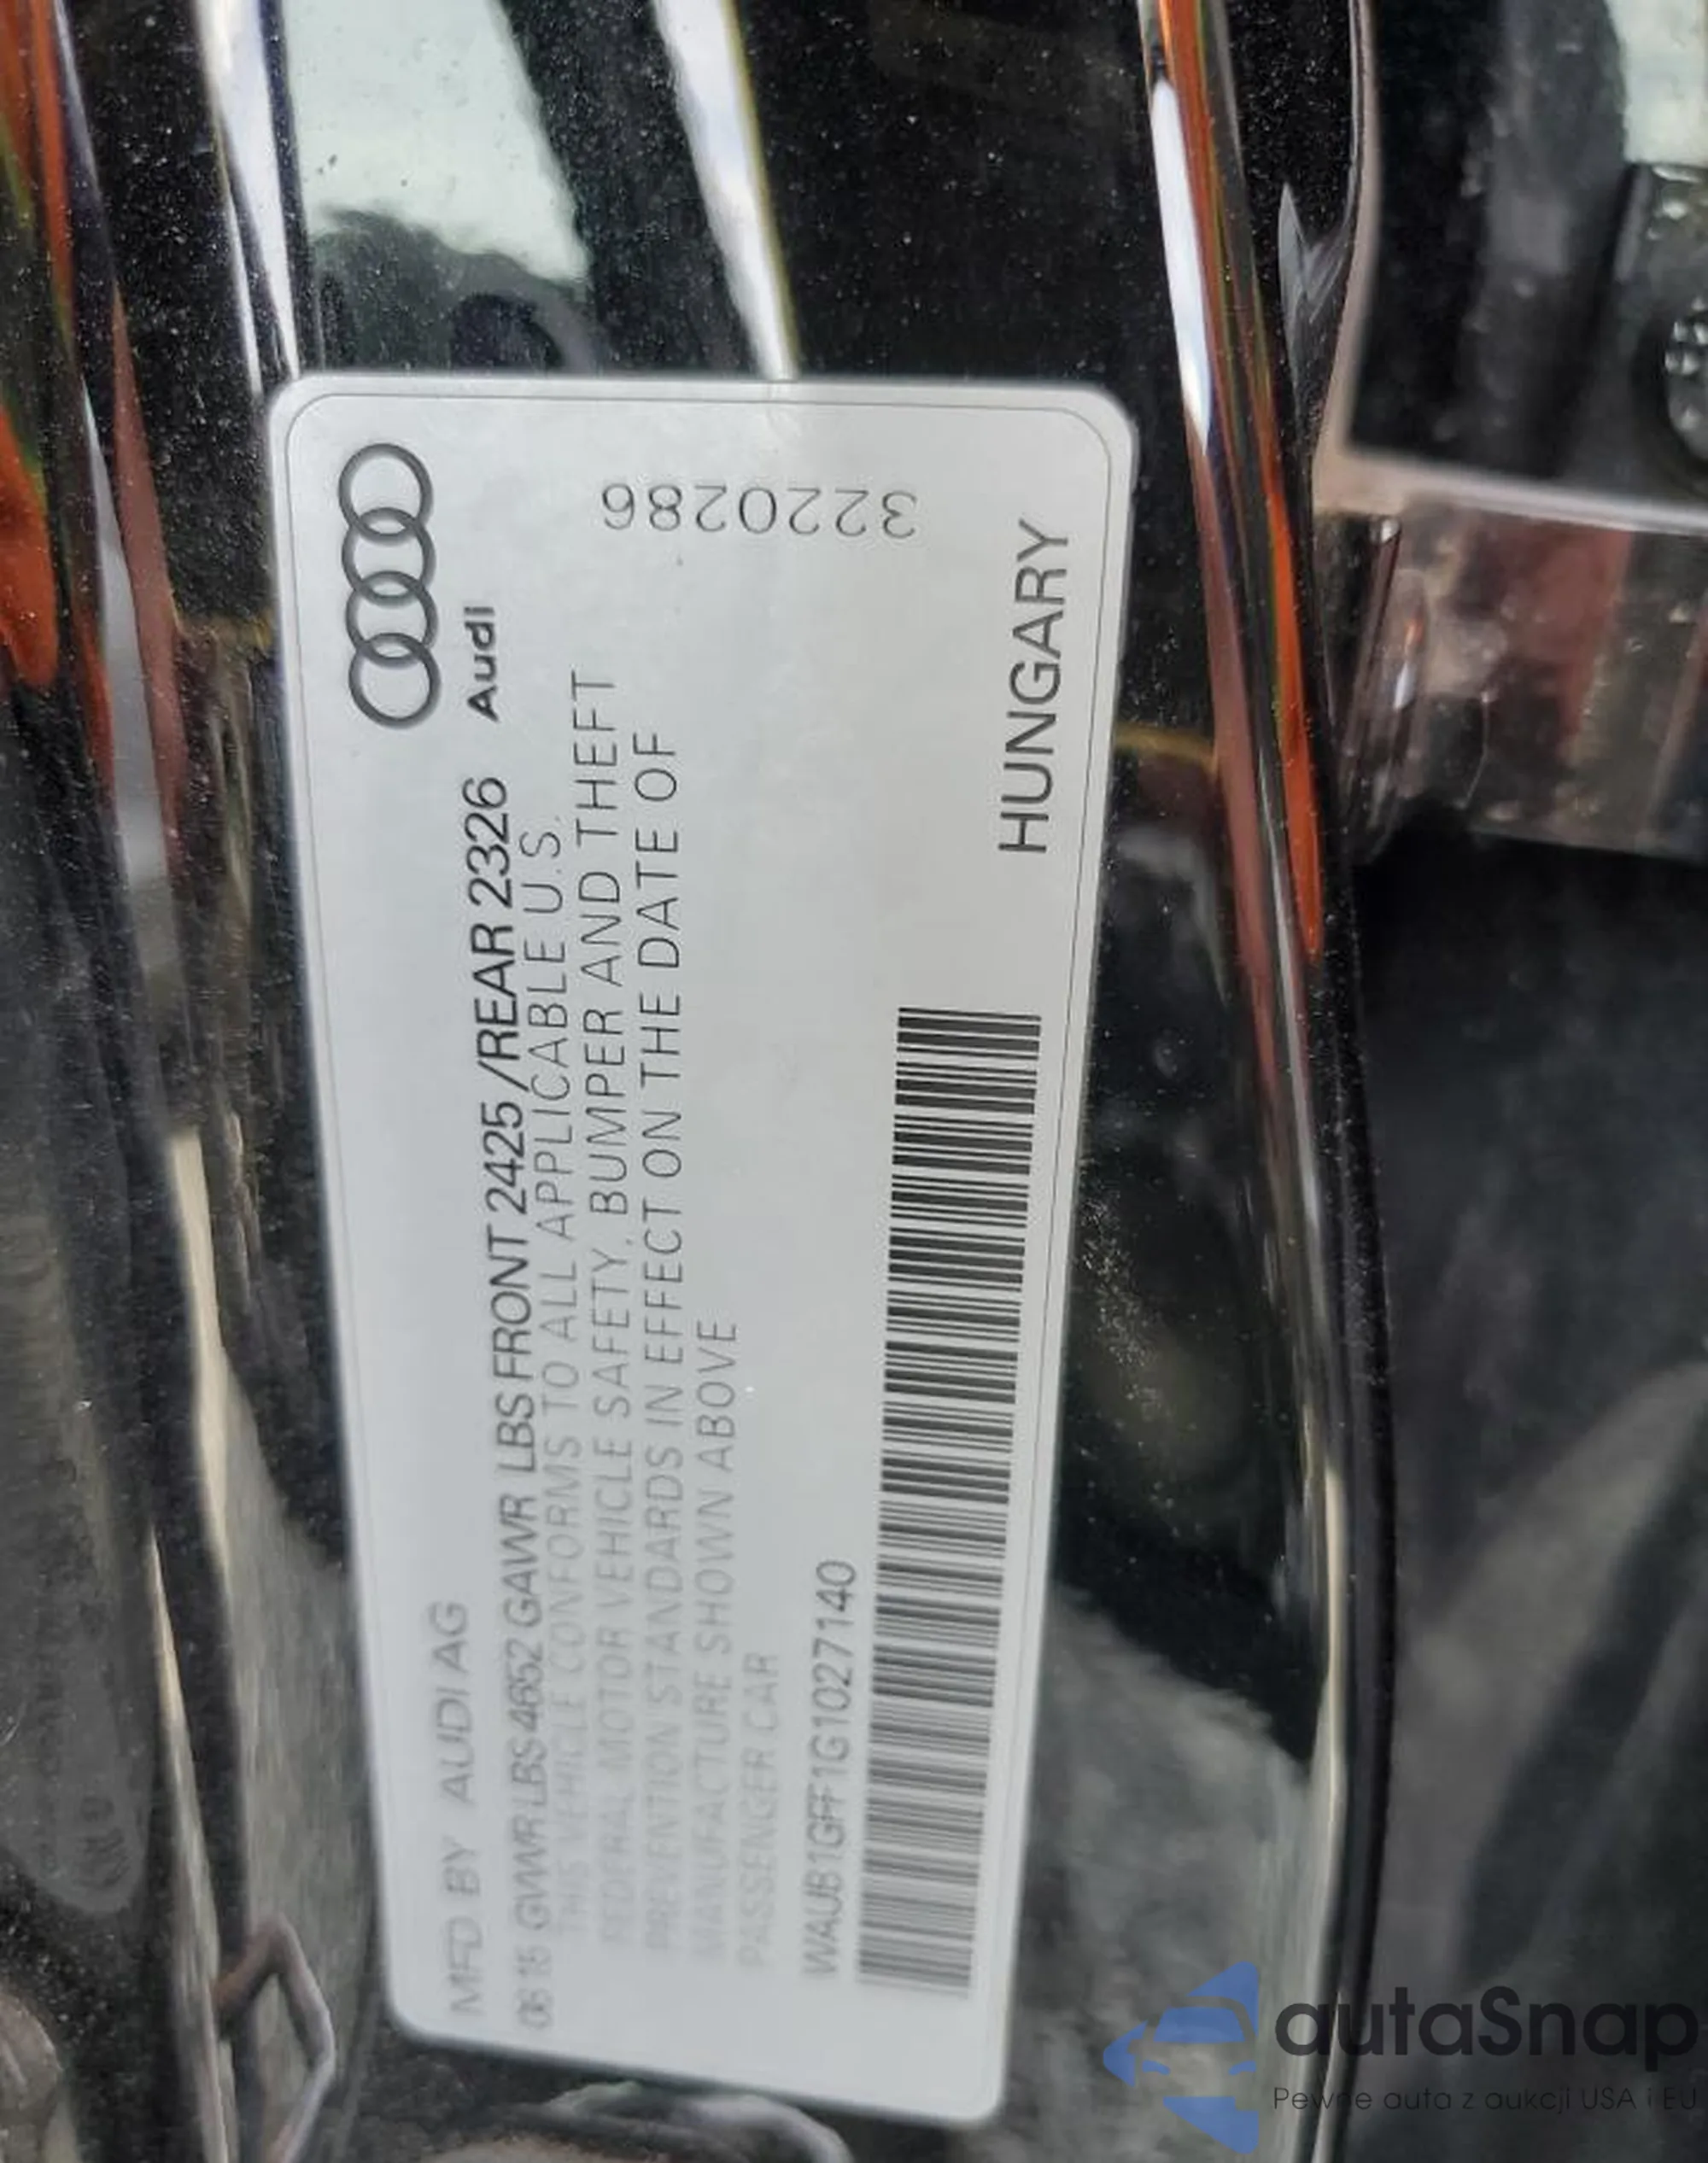 MFD BY AUDI AG
06 15 GVWR LBS 4652 GAWR LBS FRONT 2425 /REAR 2326
Audi
THIS VEHICLE CONFORMS TO ALL APPLICABLE U.S.
FEDERAL MOTOR VEHICLE SAFETY, BUMPER AND THEFT
PREVENTION STANDARDS IN EFFECT ON THE DATE OF
MANUFACTURE SHOWN ABOVE
PASSENGER CAR
WAUB1GFF1G1027140
HUNGARY
3220286
autaSnap
Pewne auta z aukcji USA i EU